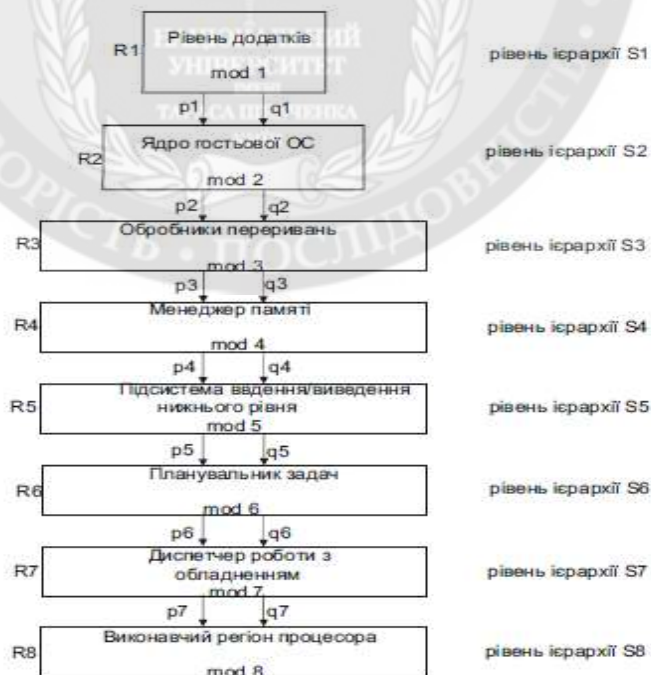 R1
Рівень додатків
mod 1
рівень ієрархії S1
p1 q1
R2
Ядро гостьової ОС
mod 2
рівень ієрархії S2
p2 q2
R3
Обробники переривань
mod 3
рівень ієрархії S3
p3 q3
R4
Менеджер памяті
mod 4
рівень ієрархії S4
p4 q4
R5
Підсистема введення/виведення
нижнього рівня
mod 5
рівень ієрархії S5
p5 q5
R6
Планувальник задач
mod 6
рівень ієрархії S6
p6 q6
R7
Диспетчер роботи з
обладненням
mod 7
рівень ієрархії S7
p7 q7
R8
Виконавчий регіон процесора
mod 8
рівень ієрархії S8
УНІВЕРСИТЕТ